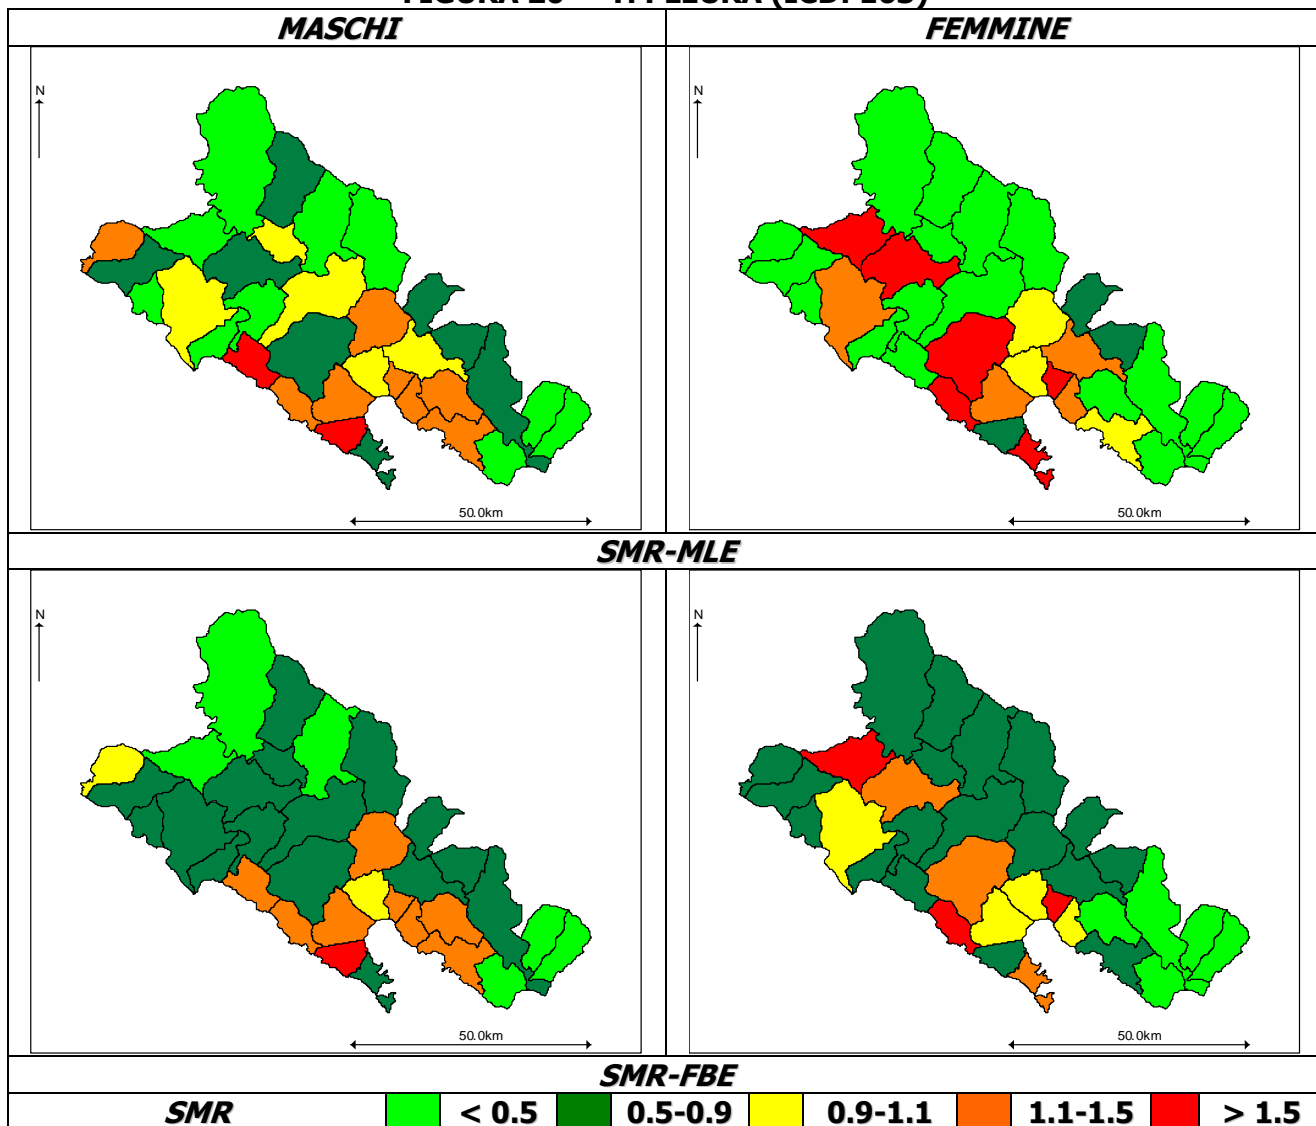 MASCHI FEMMINE
N N
50.0km 50.0km
SMR-MLE
N N
50.0km 50.0km
SMR-FBE
SMR < 0.5 0.5-0.9 0.9-1.1 1.1-1.5 > 1.5